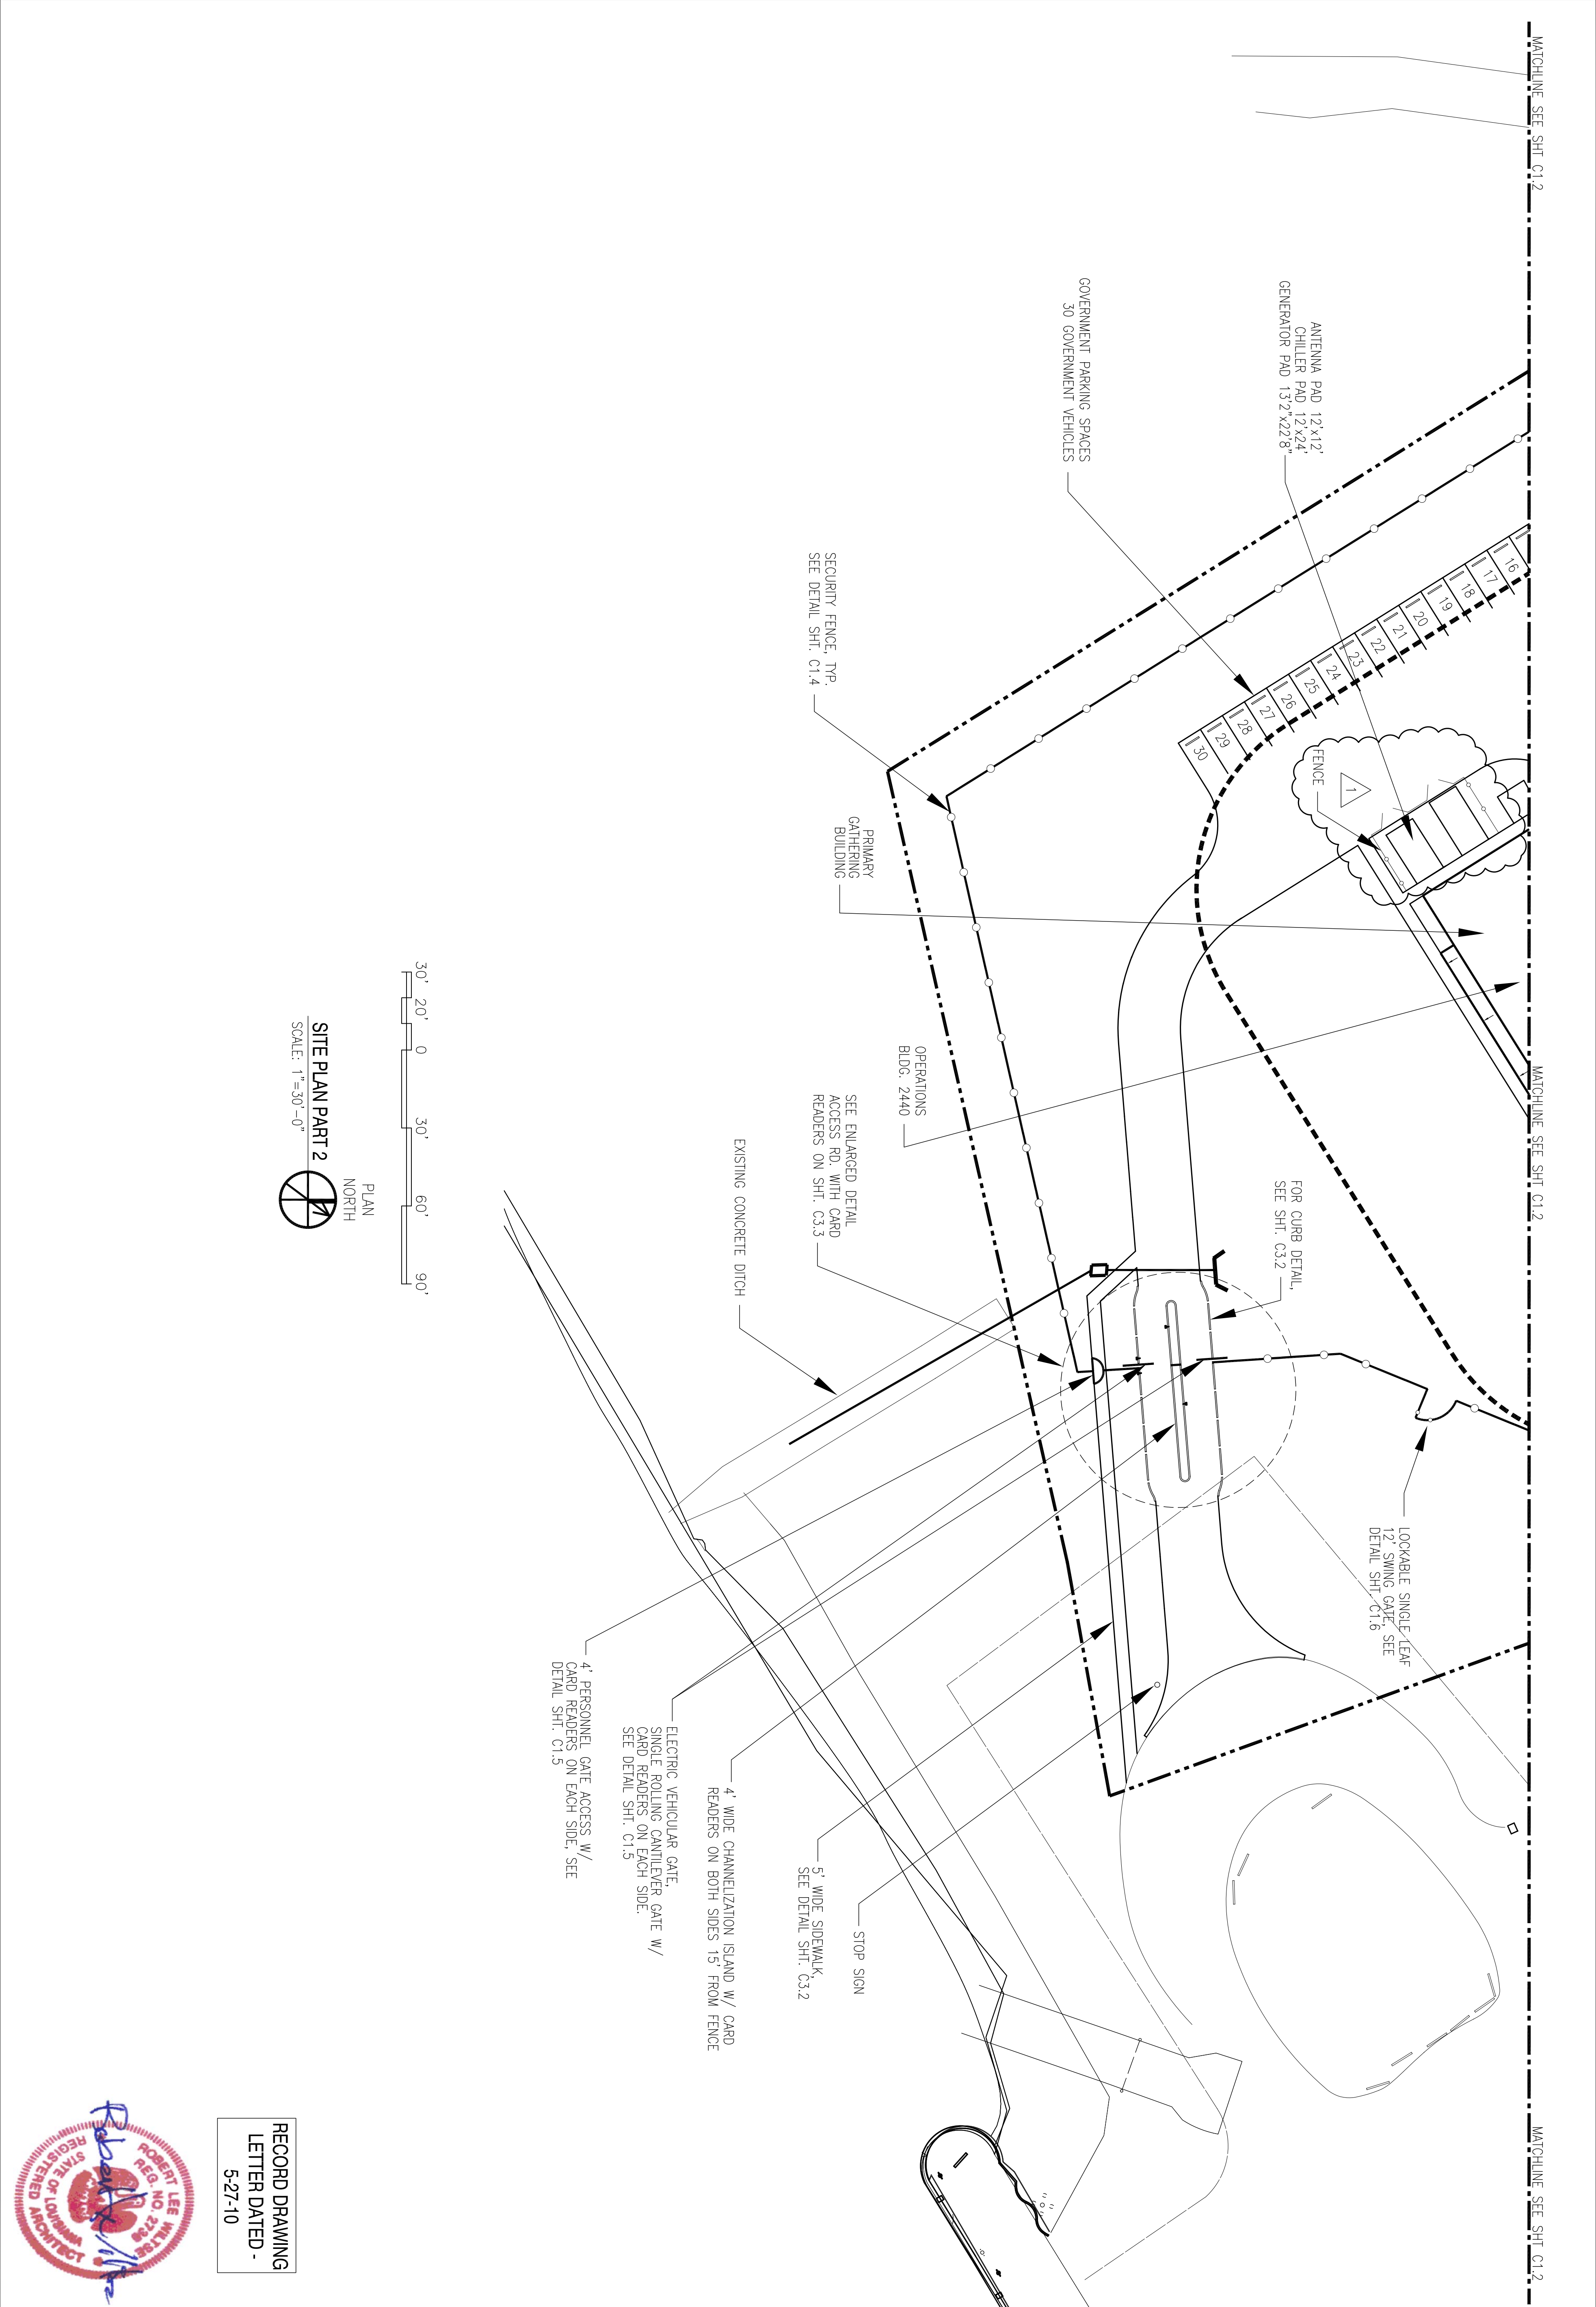 MATCHLINE SEE SHT C1.2
MATCHLINE SEE SHT C1.2
MATCHLINE SEE SHT C1.2
ANTENNA PAD 12'x12'
CHILLER PAD 12'x24'
GENERATOR PAD 13'2"x22'8"
GOVERNMENT PARKING SPACES
30 GOVERNMENT VEHICLES
16
17
18
19
20
21
22
23
24
25
26
27
28
29
30
FENCE
1
SECURITY FENCE, TYP.
SEE DETAIL SHT. C1.4
PRIMARY
GATHERING
BUILDING
OPERATIONS
BLDG. 2440
FOR CURB DETAIL,
SEE SHT. C3.2
SEE ENLARGED DETAIL
ACCESS RD. WITH CARD
READERS ON SHT. C3.3
EXISTING CONCRETE DITCH
LOCKABLE SINGLE LEAF
12' SWING GATE, SEE
DETAIL SHT. C1.6
STOP SIGN
5' WIDE SIDEWALK,
SEE DETAIL SHT. C3.2
4' WIDE CHANNELIZATION ISLAND W/ CARD
READERS ON BOTH SIDES 15' FROM FENCE
ELECTRIC VEHICULAR GATE,
SINGLE ROLLING CANTILEVER GATE W/
CARD READERS ON EACH SIDE.
SEE DETAIL SHT. C1.5
4' PERSONNEL GATE ACCESS W/
CARD READERS ON EACH SIDE, SEE
DETAIL SHT. C1.5
30' 20' 0 30' 60' 90'
PLAN
NORTH
SITE PLAN PART 2
SCALE: 1"=30'-0"
RECORD DRAWING
LETTER DATED -
5-27-10
ROBERT LEE WILTSE
REG. NO. 2736
STATE OF LOUISIANA
REGISTERED ARCHITECT